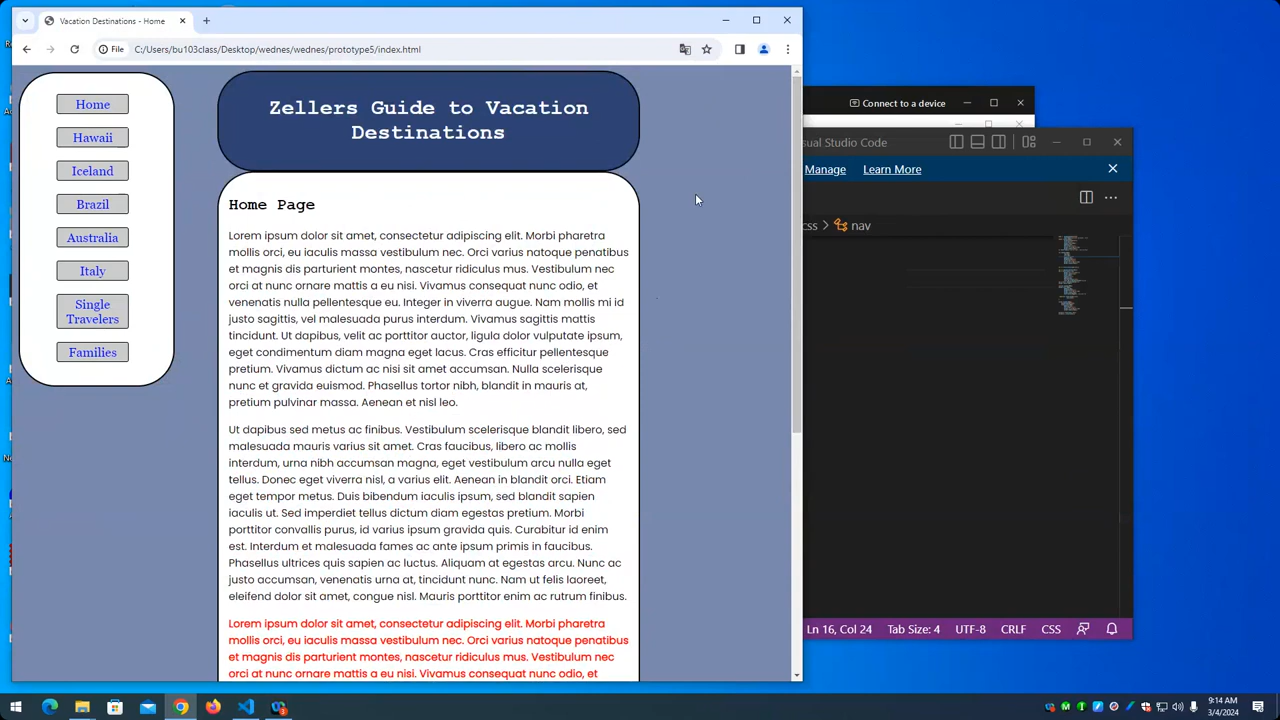 Vacation Destinations - Home
File
C:/Users/bu103class/Desktop/wednes/wednes/prototype5/index.html
Home
Hawaii
Iceland
Brazil
Australia
Italy
Single
Travelers
Families
Zellers Guide to Vacation
Destinations
Home Page
Lorem ipsum dolor sit amet, consectetur adipiscing elit. Morbi pharetra
mollis orci, eu iaculis massa vestibulum nec. Orci varius natoque penatibus
et magnis dis parturient montes, nascetur ridiculus mus. Vestibulum nec
orci at nunc ornare mattis a eu nisi. Vivamus consequat nunc odio, et
venenatis nulla pellentesque eu. Integer in viverra augue. Nam mollis mi id
justo sagittis, vel malesuada purus interdum. Vivamus sagittis mattis
tincidunt. Ut dapibus, velit ac porttitor auctor, ligula dolor vulputate ipsum,
eget condimentum diam magna eget lacus. Cras efficitur pellentesque
pretium. Vivamus dictum ac nisi sit amet accumsan. Nulla scelerisque
nunc et gravida euismod. Phasellus tortor nibh, blandit in mauris at,
pretium pulvinar massa. Aenean et nisl leo.
Ut dapibus sed metus ac finibus. Vestibulum scelerisque blandit libero, sed
malesuada mauris varius sit amet. Cras faucibus, libero ac mollis
interdum, urna nibh accumsan magna, eget vestibulum arcu nulla eget
tellus. Donec eget viverra nisl, a varius elit. Aenean in blandit orci. Etiam
eget tempor metus. Duis bibendum iaculis ipsum, sed blandit sapien
iaculis ut. Sed imperdiet tellus dictum diam egestas pretium. Morbi
porttitor convallis purus, id varius ipsum gravida quis. Curabitur id enim
est. Interdum et malesuada fames ac ante ipsum primis in faucibus.
Phasellus ultrices quis sapien ac luctus. Aliquam at egestas arcu. Nunc ac
justo accumsan, venenatis urna at, tincidunt nunc. Nam ut felis laoreet,
eleifend dolor sit amet, congue nisl. Mauris porttitor enim ac rutrum finibus.
Lorem ipsum dolor sit amet, consectetur adipiscing elit. Morbi pharetra
mollis orci, eu iaculis massa vestibulum nec. Orci varius natoque penatibus
et magnis dis parturient montes, nascetur ridiculus mus. Vestibulum nec
orci at nunc ornare mattis a eu nisi. Vivamus consequat nunc odio, et
Connect to a device
sual Studio Code
Manage Learn More
css > nav
Ln 16, Col 24 Tab Size: 4 UTF-8 CRLF CSS
9:14 AM
3/4/2024